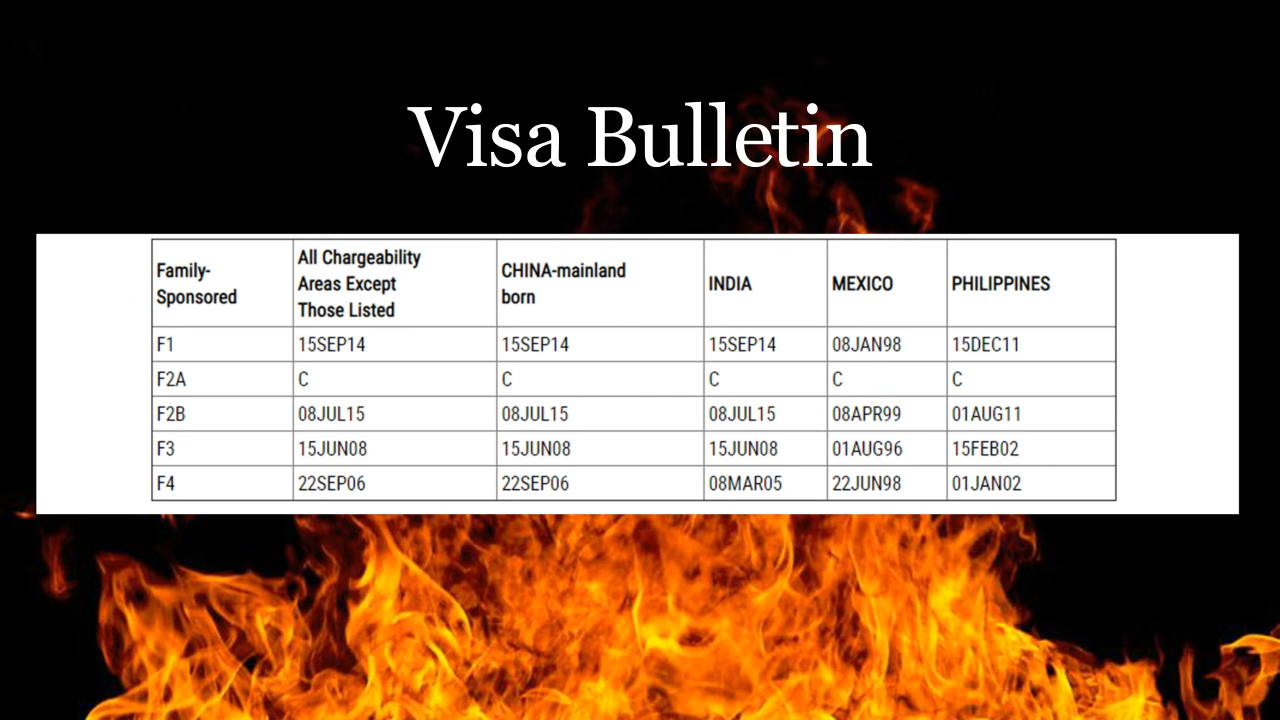 Visa Bulletin
Family-Sponsored All Chargeability Areas Except Those Listed CHINA-mainland born INDIA MEXICO PHILIPPINES
F1 15SEP14 15SEP14 15SEP14 08JAN98 15DEC11
F2A C C C C C
F2B 08JUL15 08JUL15 08JUL15 08APR99 01AUG11
F3 15JUN08 15JUN08 15JUN08 01AUG96 15FEB02
F4 22SEP06 22SEP06 08MAR05 22JUN98 01JAN02